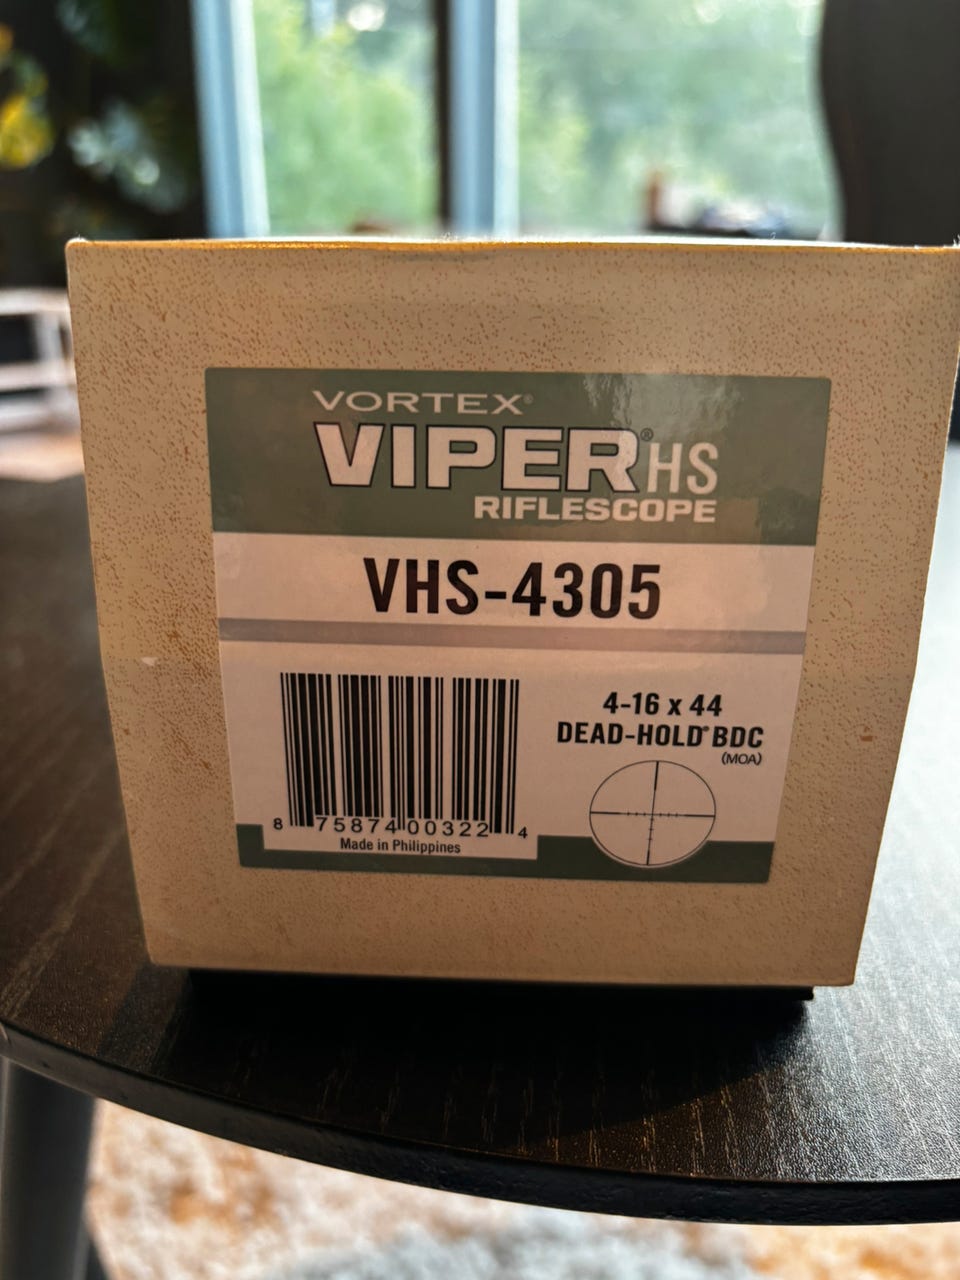 VORTEX®
VIPER® HS
RIFLESCOPE
VHS-4305
4-16 x 44
DEAD-HOLD® BDC
(MOA)
8 75874 00322 4
Made in Philippines